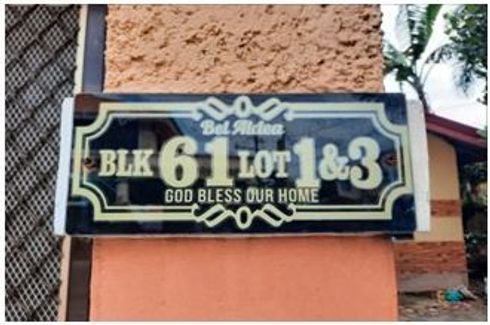 Bel Aldea
BLK 61 LOT 1&3
GOD BLESS OUR HOME